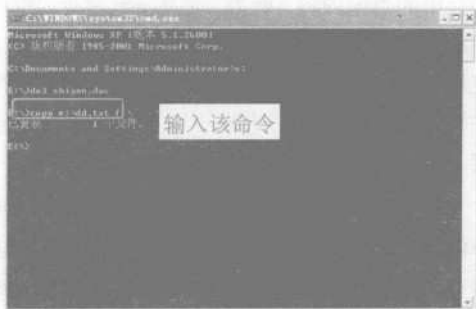 C:\WINDOWS\system32\cmd.exe
Microsoft Windows XP [版本 5.1.2600]
(C) 版权所有 1985-2001 Microsoft Corp.
C:\Documents and Settings\Administrator>e:
E:\>del shiyan.doc
E:\>copy e:\dd.txt f:\
已复制 1 个文件。
E:\>
输入该命令